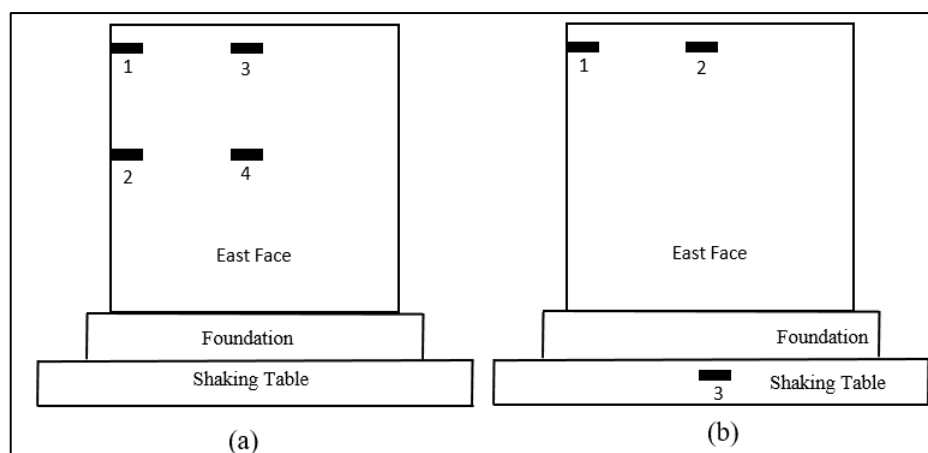 1 3
2 4
East Face
Foundation
Shaking Table
(a)
1 2
East Face
Foundation
Shaking Table
3
(b)